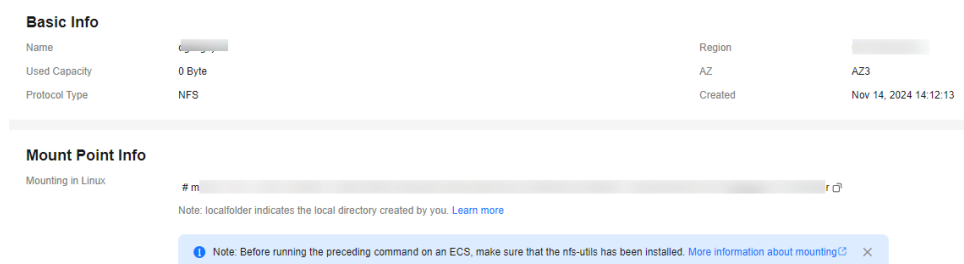 Basic Info
Name Region
Used Capacity 0 Byte AZ AZ3
Protocol Type NFS Created Nov 14, 2024 14:12:13
Mount Point Info
Mounting in Linux
# m r
Note: localfolder indicates the local directory created by you. Learn more
Note: Before running the preceding command on an ECS, make sure that the nfs-utils has been installed. More information about mounting